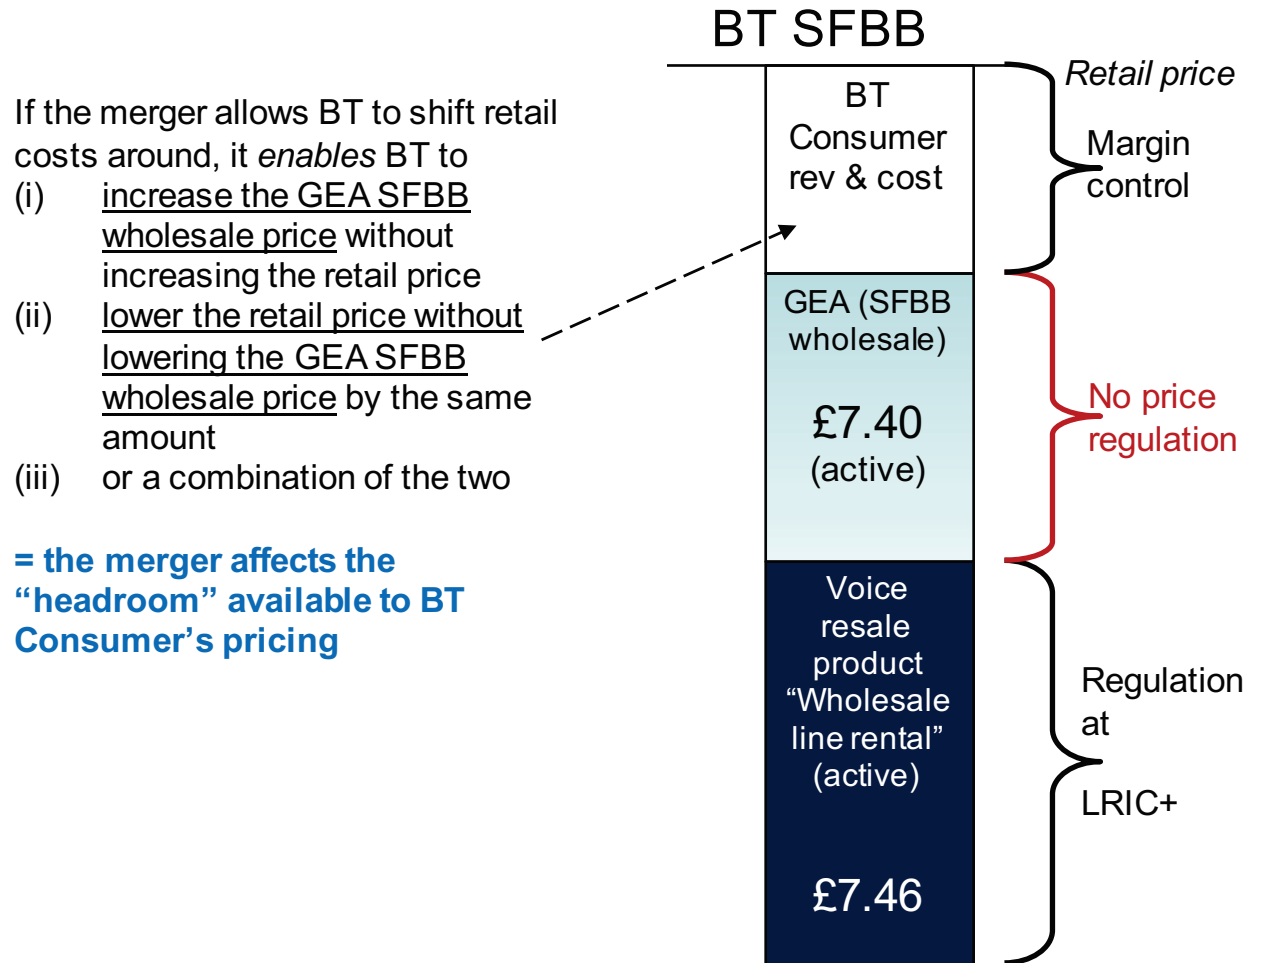 BT SFBB
If the merger allows BT to shift retail
costs around, it enables BT to
(i) increase the GEA SFBB
wholesale price without
increasing the retail price
(ii) lower the retail price without
lowering the GEA SFBB
wholesale price by the same
amount
(iii) or a combination of the two
= the merger affects the
“headroom” available to BT
Consumer’s pricing
BT
Consumer
rev & cost
GEA (SFBB
wholesale)
£7.40
(active)
Voice
resale
product
“Wholesale
line rental”
(active)
£7.46
Retail price
Margin
control
No price
regulation
Regulation
at
LRIC+